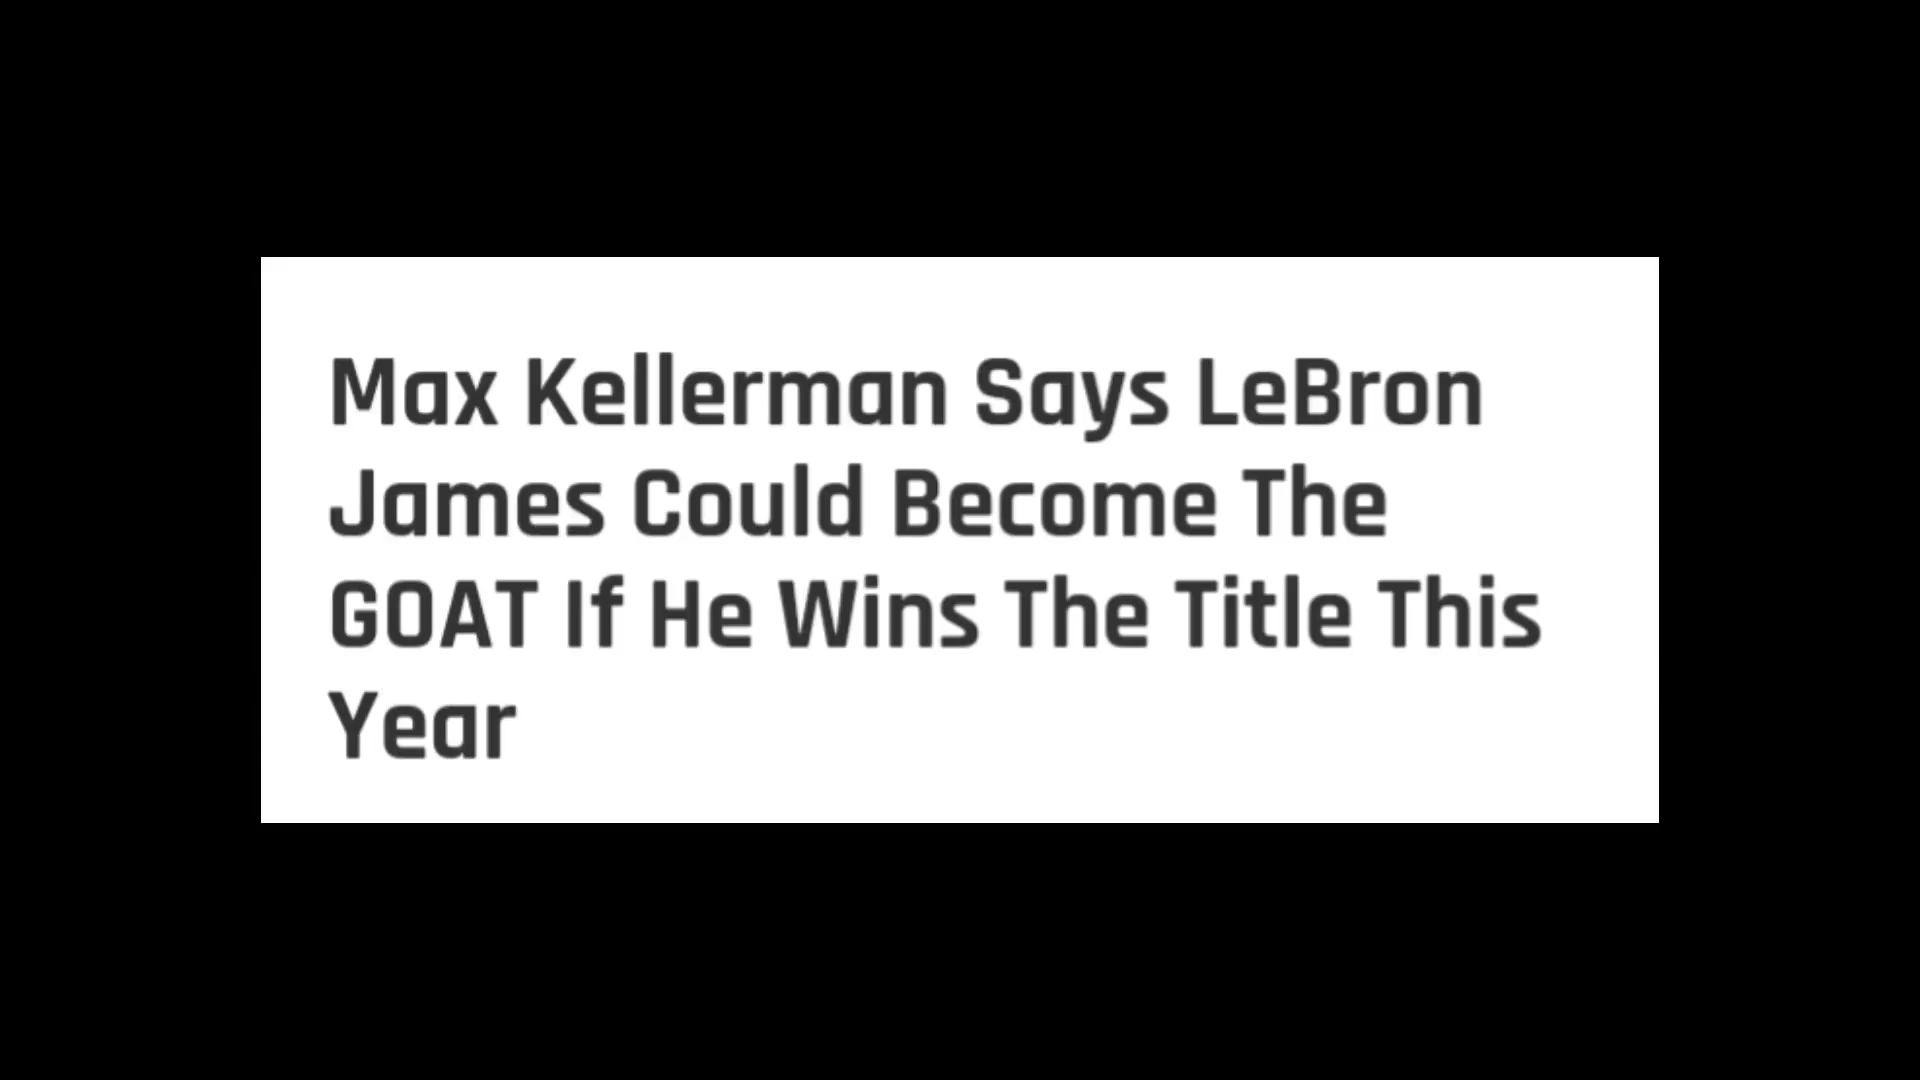 Max Kellerman Says LeBron
James Could Become The
GOAT If He Wins The Title This
Year